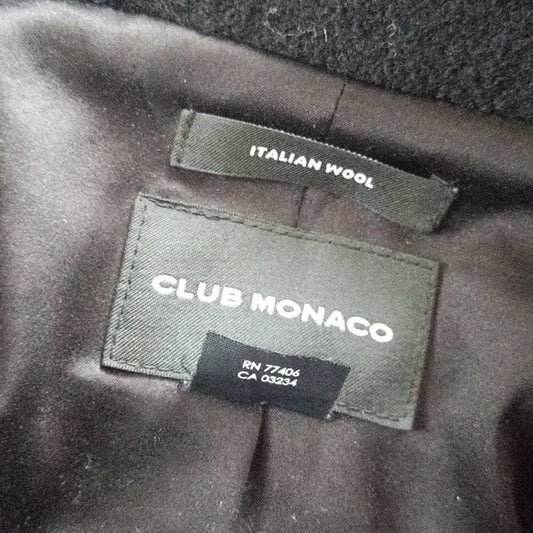 ITALIAN WOOL
CLUB MONACO
RN 77406
CA 03234